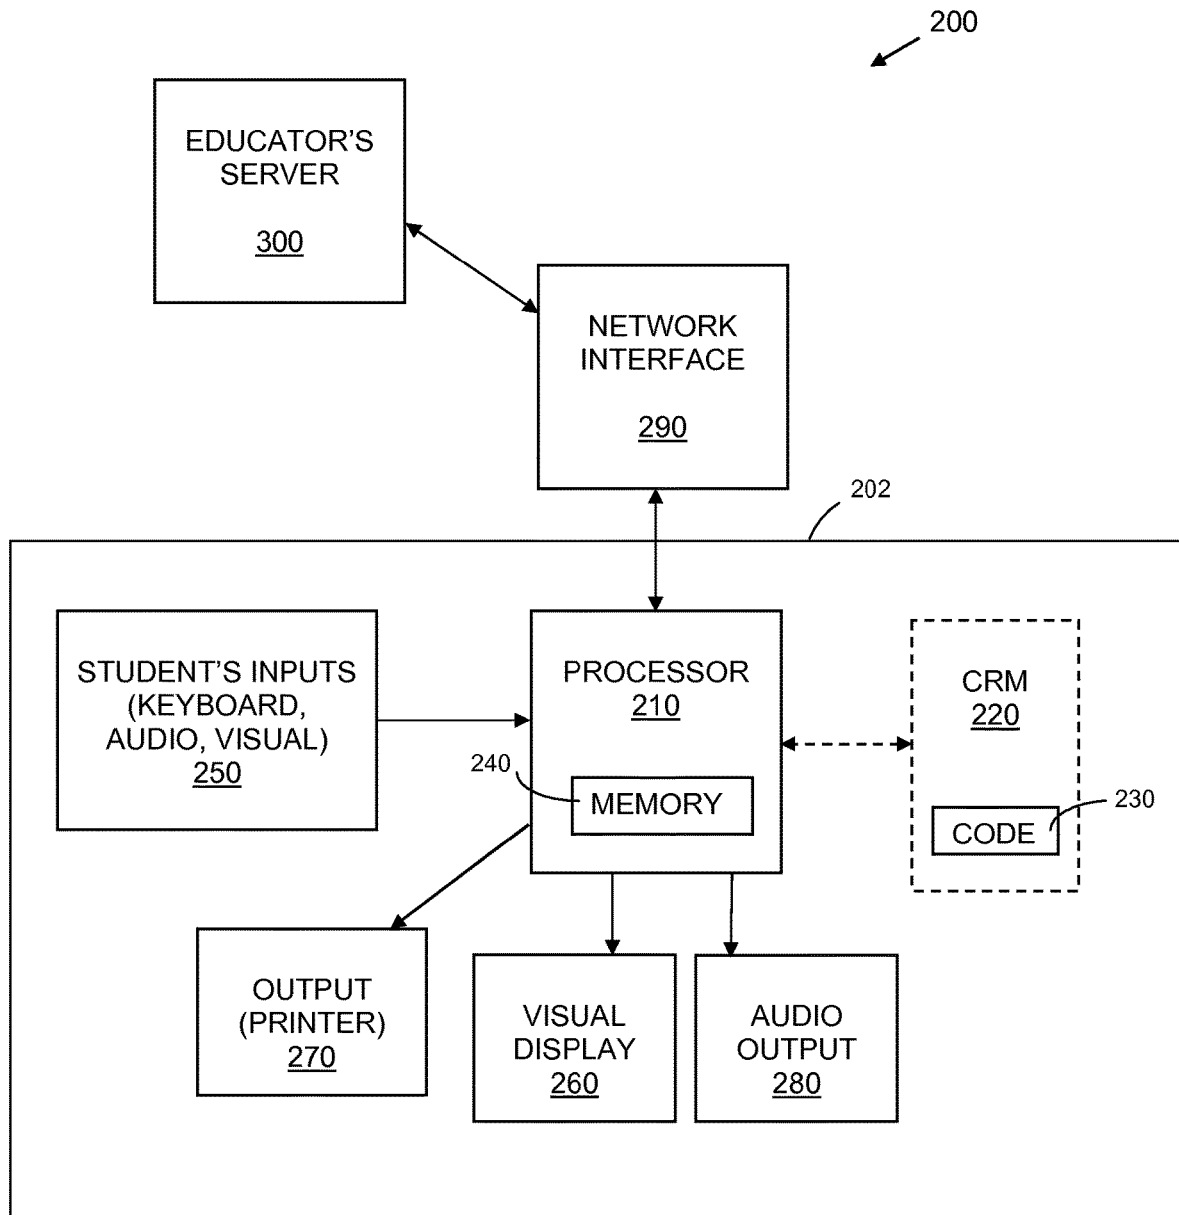 200
EDUCATOR'S
SERVER
300
NETWORK
INTERFACE
290
202
STUDENT'S INPUTS
(KEYBOARD,
AUDIO, VISUAL)
250
PROCESSOR
210
240
MEMORY
CRM
220
CODE
230
OUTPUT
(PRINTER)
270
VISUAL
DISPLAY
260
AUDIO
OUTPUT
280